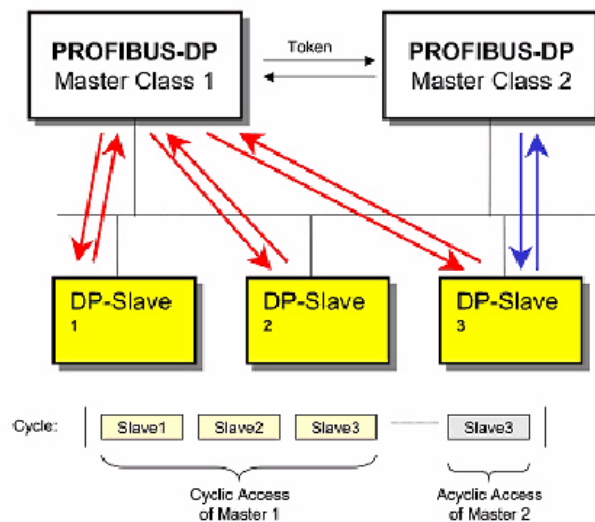 PROFIBUS-DP
Master Class 1
Token
PROFIBUS-DP
Master Class 2
DP-Slave
1
DP-Slave
2
DP-Slave
3
Cycle:
Slave1
Slave2
Slave3
Slave3
Cyclic Access
of Master 1
Acyclic Access
of Master 2